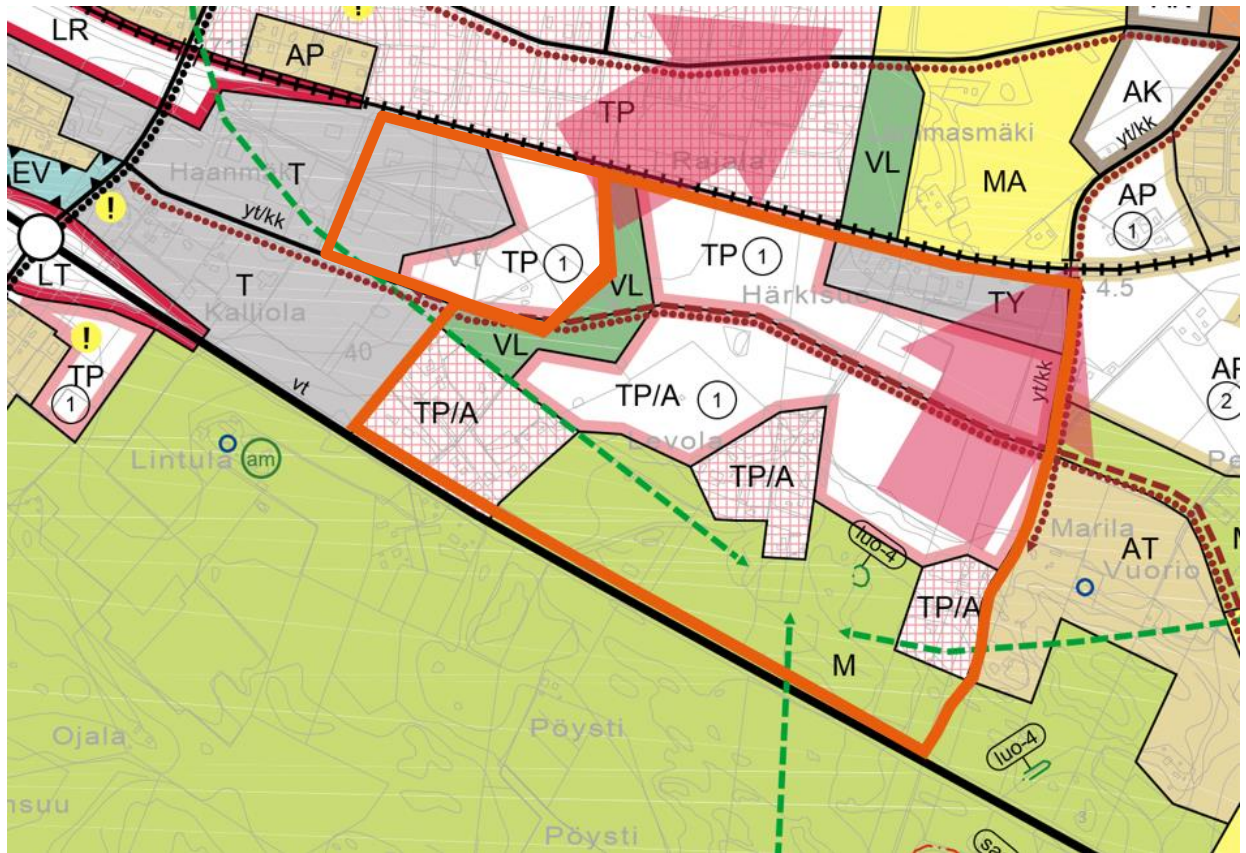 LR
!
AP
TP
AK
yt/kk
Rajala
VL
MA
EV
Haanmäki
T
AP
1
!
yt/kk
TP 1
TP 1
LT
T
Kalliola
VL
Härkisuo
TY
4.5
VL
40
yt/kk
!
TP
1
vt
TP/A
TP/A 1
2
Levola
Lintula
am
TP/A
Marila
AT
Vuorio
luo-4
TP/A
M
Ojala
Pöysti
luo-4
3
Pöysti